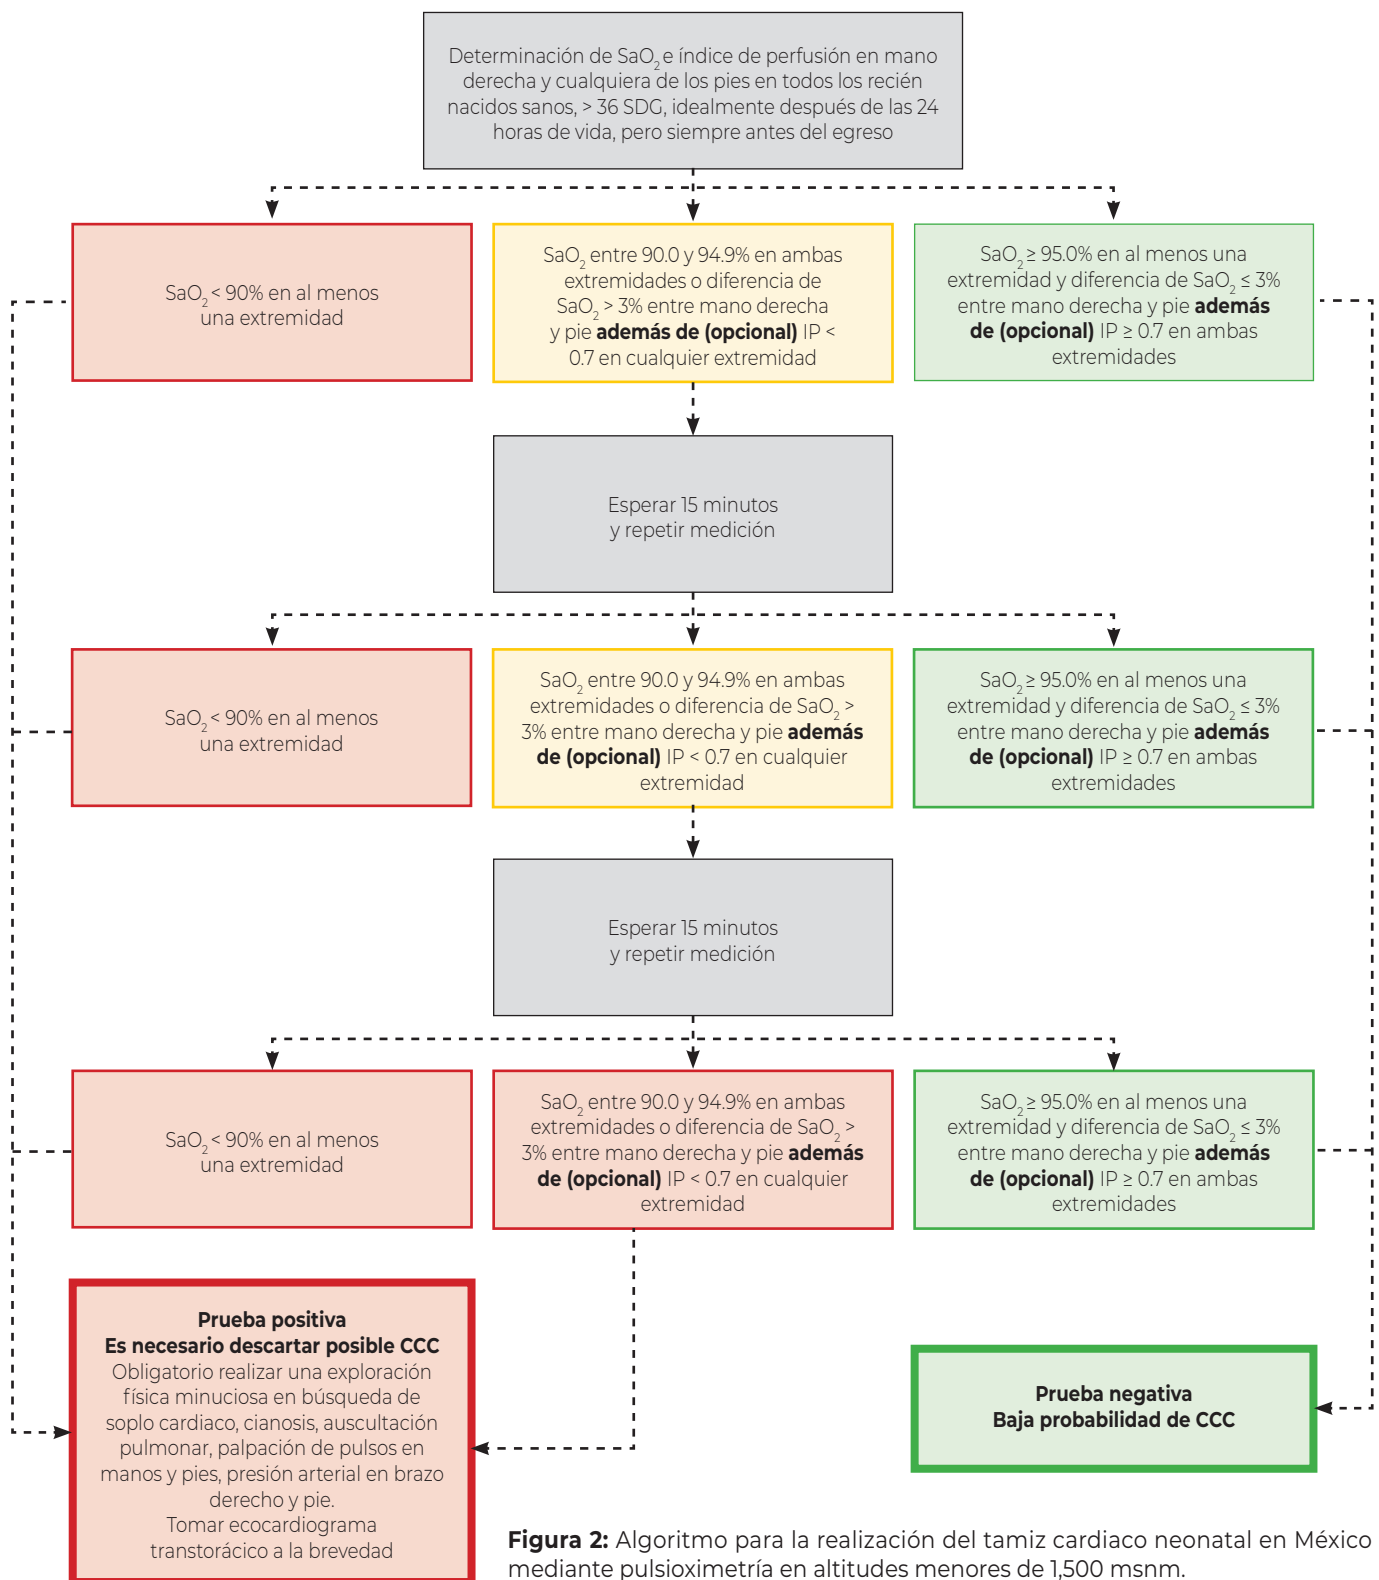 Determinación de SaO2 e índice de perfusión en mano
derecha y cualquiera de los pies en todos los recién
nacidos sanos, > 36 SDG, idealmente después de las 24
horas de vida, pero siempre antes del egreso
SaO2 < 90% en al menos
una extremidad
SaO2 entre 90.0 y 94.9% en ambas
extremidades o diferencia de
SaO2 > 3% entre mano derecha
y pie además de (opcional) IP <
0.7 en cualquier extremidad
SaO2 ≥ 95.0% en al menos una
extremidad y diferencia de SaO2 ≤ 3%
entre mano derecha y pie además
de (opcional) IP ≥ 0.7 en ambas
extremidades
Esperar 15 minutos
y repetir medición
SaO2 < 90% en al menos
una extremidad
SaO2 entre 90.0 y 94.9% en ambas
extremidades o diferencia de SaO2 >
3% entre mano derecha y pie además
de (opcional) IP < 0.7 en cualquier
extremidad
SaO2 ≥ 95.0% en al menos una
extremidad y diferencia de SaO2 ≤ 3%
entre mano derecha y pie además
de (opcional) IP ≥ 0.7 en ambas
extremidades
Esperar 15 minutos
y repetir medición
SaO2 < 90% en al menos
una extremidad
SaO2 entre 90.0 y 94.9% en ambas
extremidades o diferencia de SaO2 >
3% entre mano derecha y pie además
de (opcional) IP < 0.7 en cualquier
extremidad
SaO2 ≥ 95.0% en al menos una
extremidad y diferencia de SaO2 ≤ 3%
entre mano derecha y pie además
de (opcional) IP ≥ 0.7 en ambas
extremidades
Prueba positiva
Es necesario descartar posible CCC
Obligatorio realizar una exploración
física minuciosa en búsqueda de
soplo cardiaco, cianosis, auscultación
pulmonar, palpación de pulsos en
manos y pies, presión arterial en brazo
derecho y pie.
Tomar ecocardiograma
transtorácico a la brevedad
Prueba negativa
Baja probabilidad de CCC
Figura 2: Algoritmo para la realización del tamiz cardiaco neonatal en México
mediante pulsioximetría en altitudes menores de 1,500 msnm.